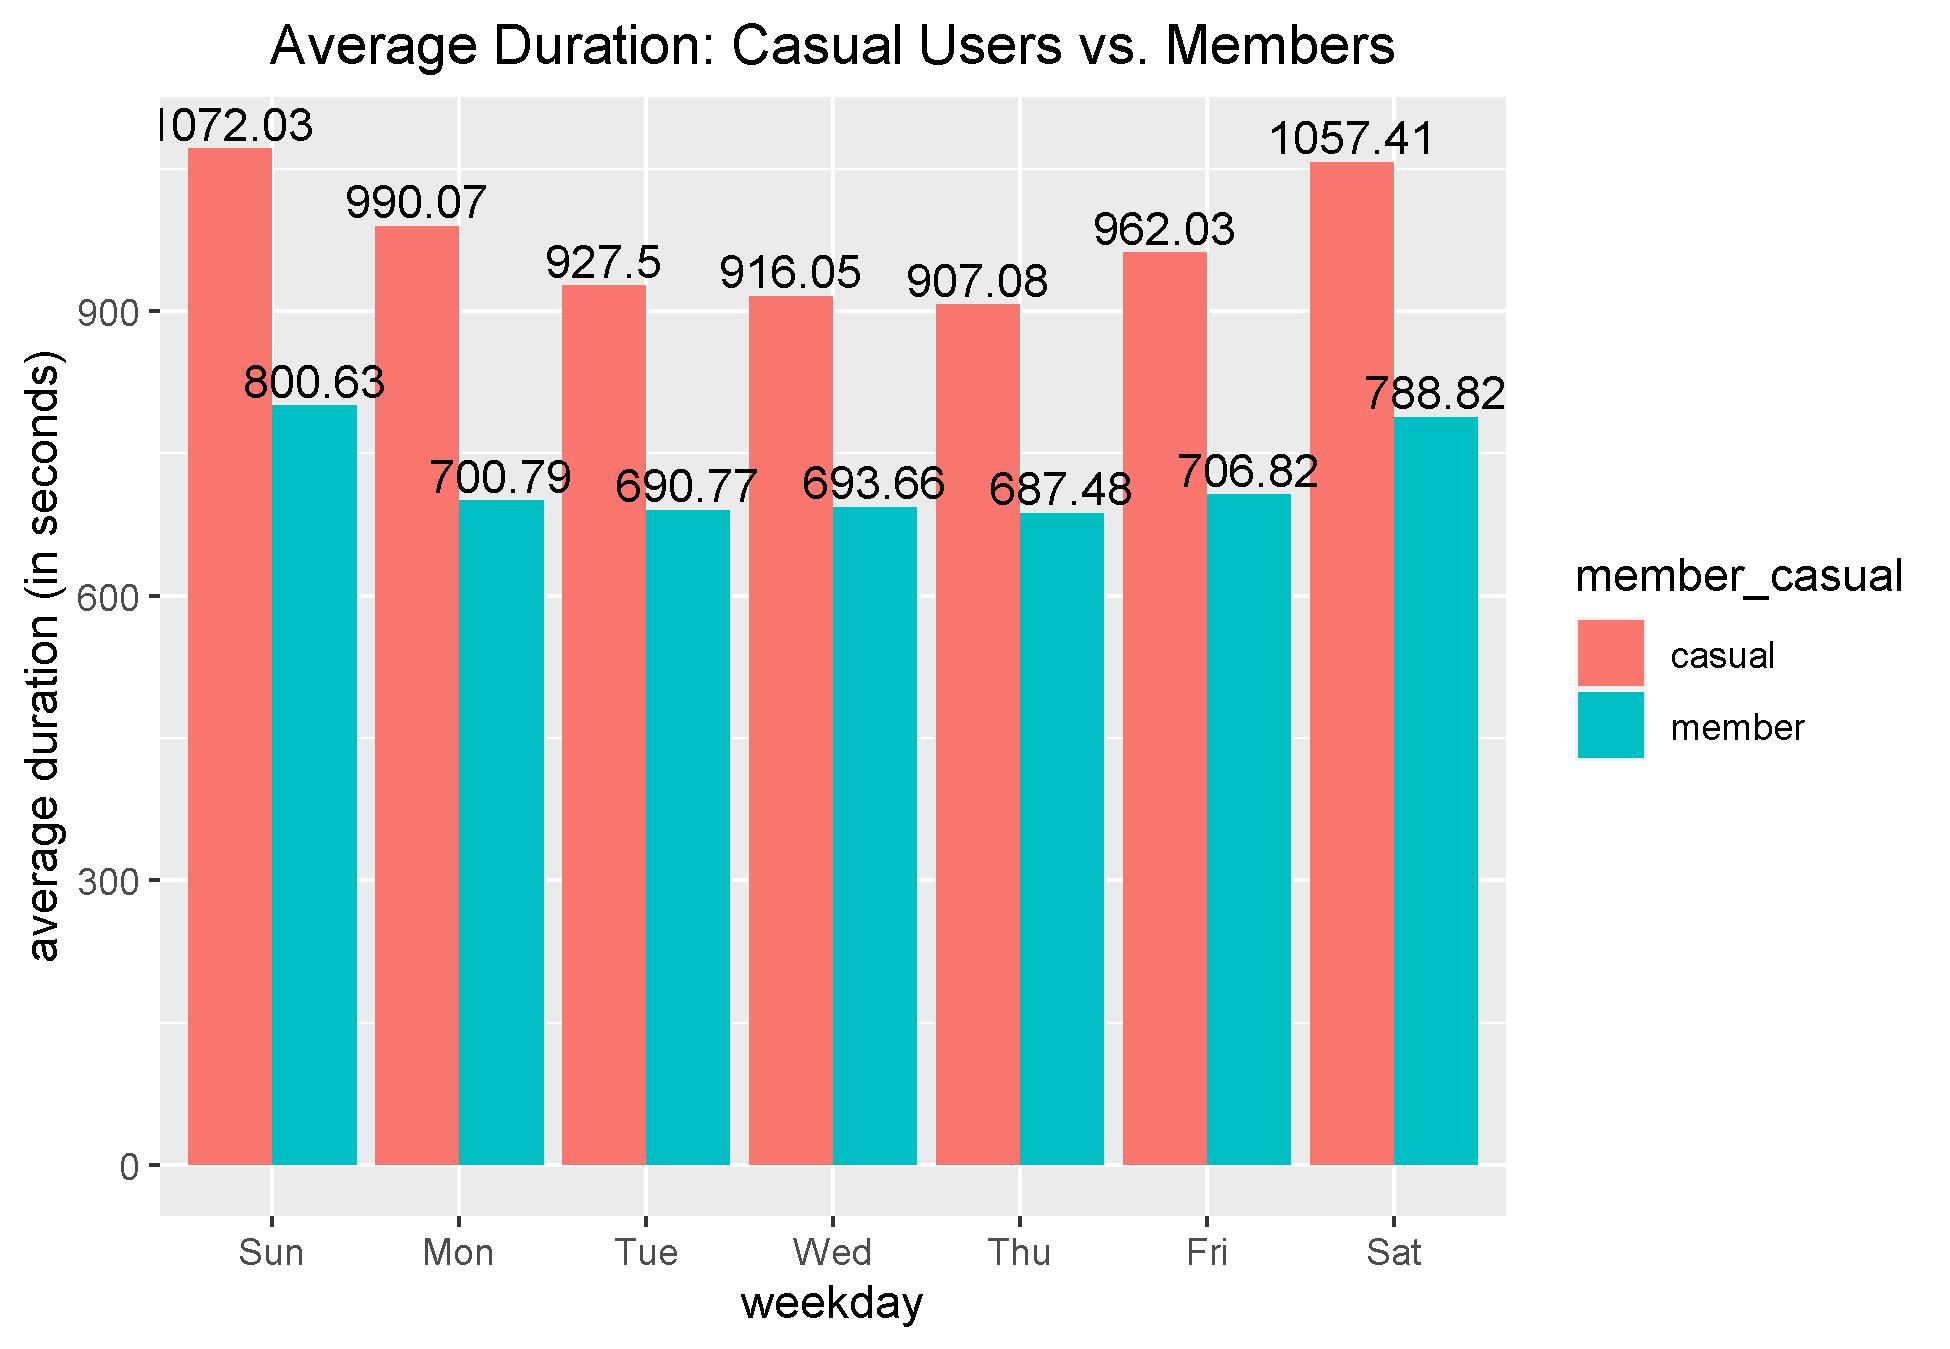 Average Duration: Casual Users vs. Members
1072.03
990.07
927.5
916.05
907.08
962.03
1057.41
800.63
700.79
690.77
693.66
687.48
706.82
788.82
average duration (in seconds)
900
600
300
0
Sun Mon Tue Wed Thu Fri Sat
weekday
member_casual
casual
member